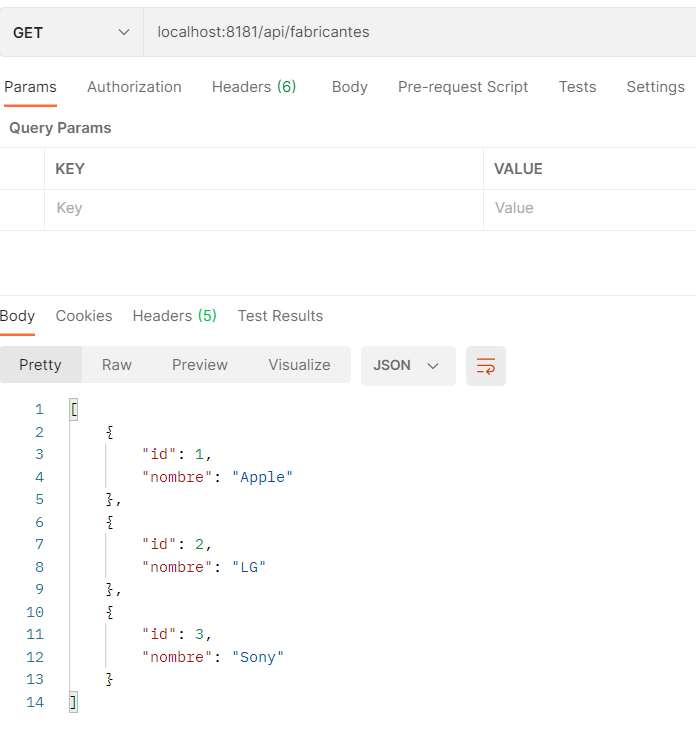 GET localhost:8181/api/fabricantes
Params Authorization Headers (6) Body Pre-request Script Tests Settings
Query Params
KEY VALUE
Key Value
Body Cookies Headers (5) Test Results
Pretty Raw Preview Visualize JSON
1 [
2 {
3 "id": 1,
4 "nombre": "Apple"
5 },
6 {
7 "id": 2,
8 "nombre": "LG"
9 },
10 {
11 "id": 3,
12 "nombre": "Sony"
13 }
14 ]